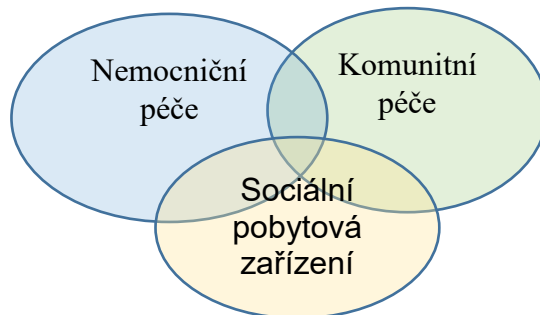 Nemocniční
péče
Komunitní
péče
Sociální
pobytová
zařízení